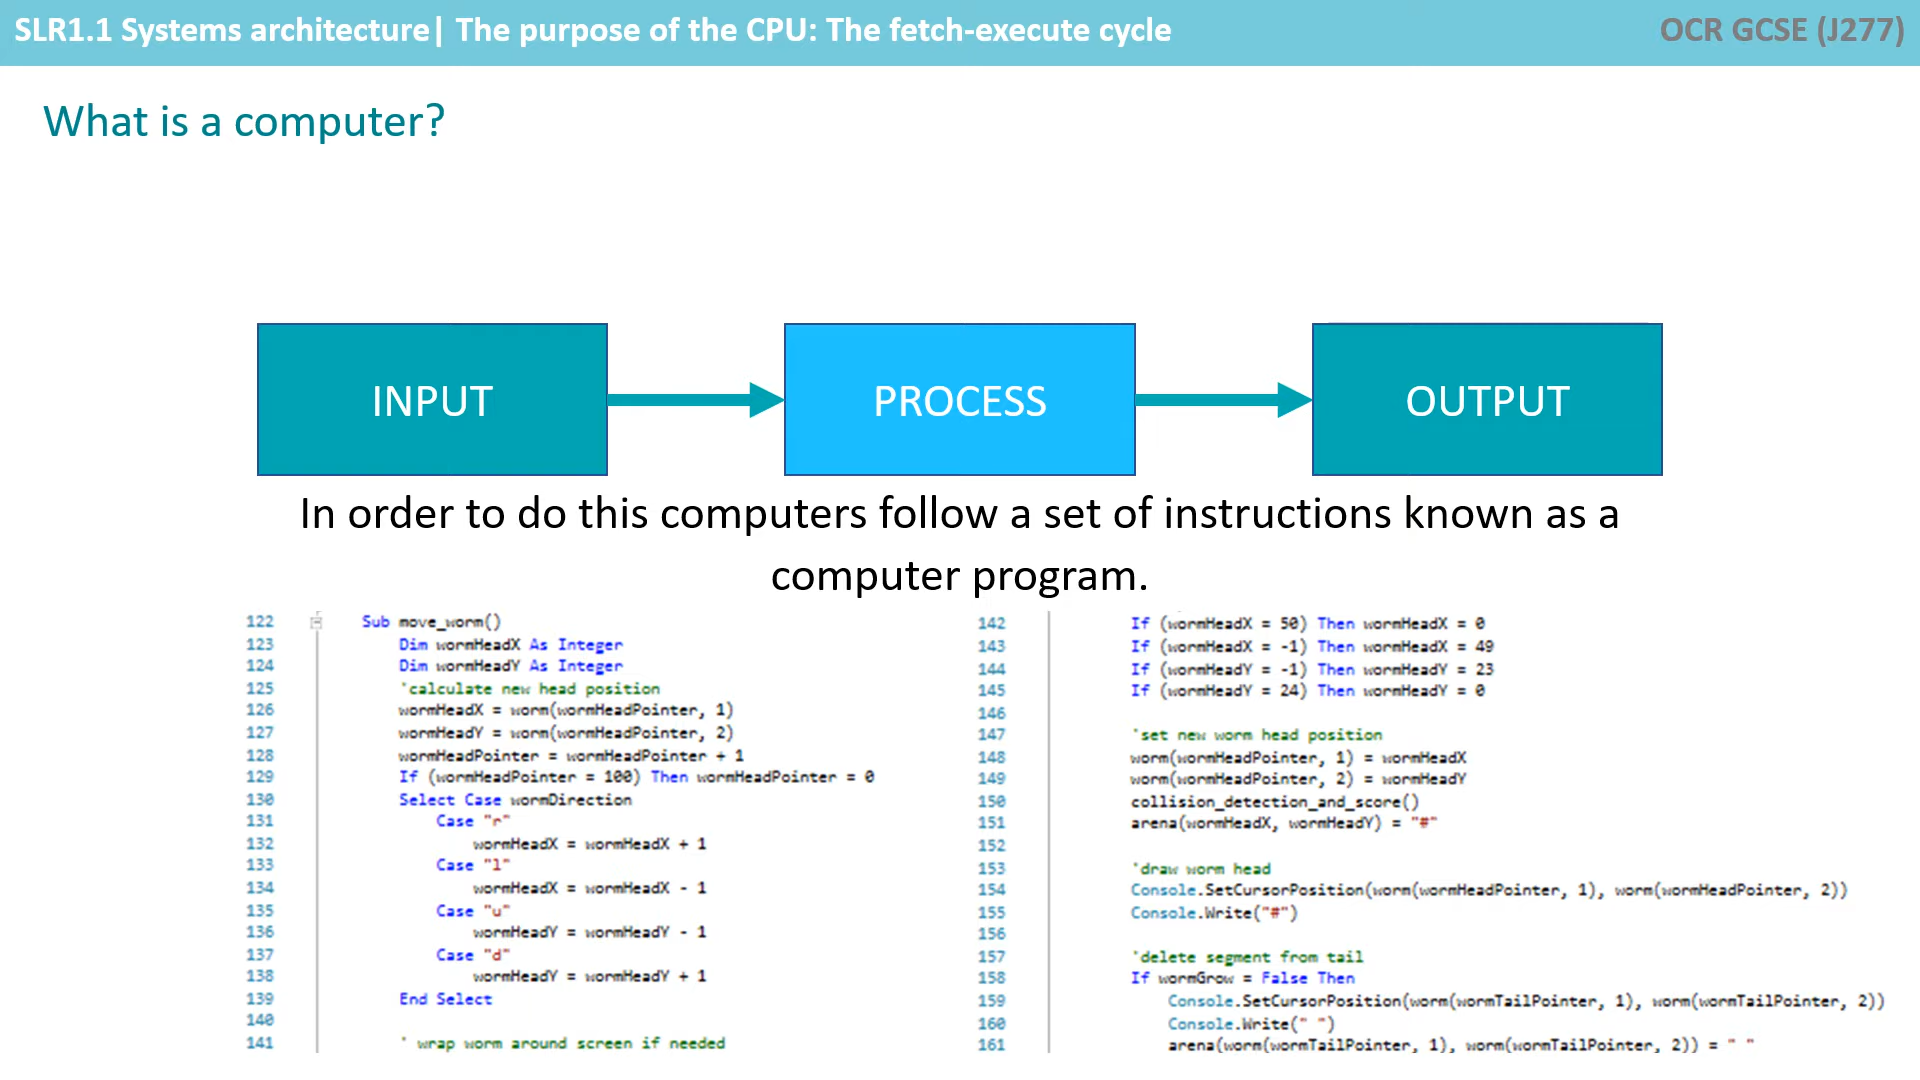 SLR1.1 Systems architecture| The purpose of the CPU: The fetch-execute cycle
OCR GCSE (J277)
What is a computer?
INPUT
PROCESS
OUTPUT
In order to do this computers follow a set of instructions known as a
computer program.
122 Sub move_worm()
123 Dim wormHeadX As Integer
124 Dim wormHeadY As Integer
125 'calculate new head position
126 wormHeadX = worm(wormHeadPointer, 1)
127 wormHeadY = worm(wormHeadPointer, 2)
128 wormHeadPointer = wormHeadPointer + 1
129 If (wormHeadPointer = 100) Then wormHeadPointer = 0
130 Select Case wormDirection
131 Case "r"
132 wormHeadX = wormHeadX + 1
133 Case "l"
134 wormHeadX = wormHeadX - 1
135 Case "u"
136 wormHeadY = wormHeadY - 1
137 Case "d"
138 wormHeadY = wormHeadY + 1
139 End Select
140
141 ' wrap worm around screen if needed
142 If (wormHeadX = 50) Then wormHeadX = 0
143 If (wormHeadX = -1) Then wormHeadX = 49
144 If (wormHeadY = -1) Then wormHeadY = 23
145 If (wormHeadY = 24) Then wormHeadY = 0
146
147 'set new worm head position
148 worm(wormHeadPointer, 1) = wormHeadX
149 worm(wormHeadPointer, 2) = wormHeadY
150 collision_detection_and_score()
151 arena(wormHeadX, wormHeadY) = "#"
152
153 'draw worm head
154 Console.SetCursorPosition(worm(wormHeadPointer, 1), worm(wormHeadPointer, 2))
155 Console.Write("#")
156
157 'delete segment from tail
158 If wormGrow = False Then
159 Console.SetCursorPosition(worm(wormTailPointer, 1), worm(wormTailPointer, 2))
160 Console.Write(" ")
161 arena(worm(wormTailPointer, 1), worm(wormTailPointer, 2)) = " "